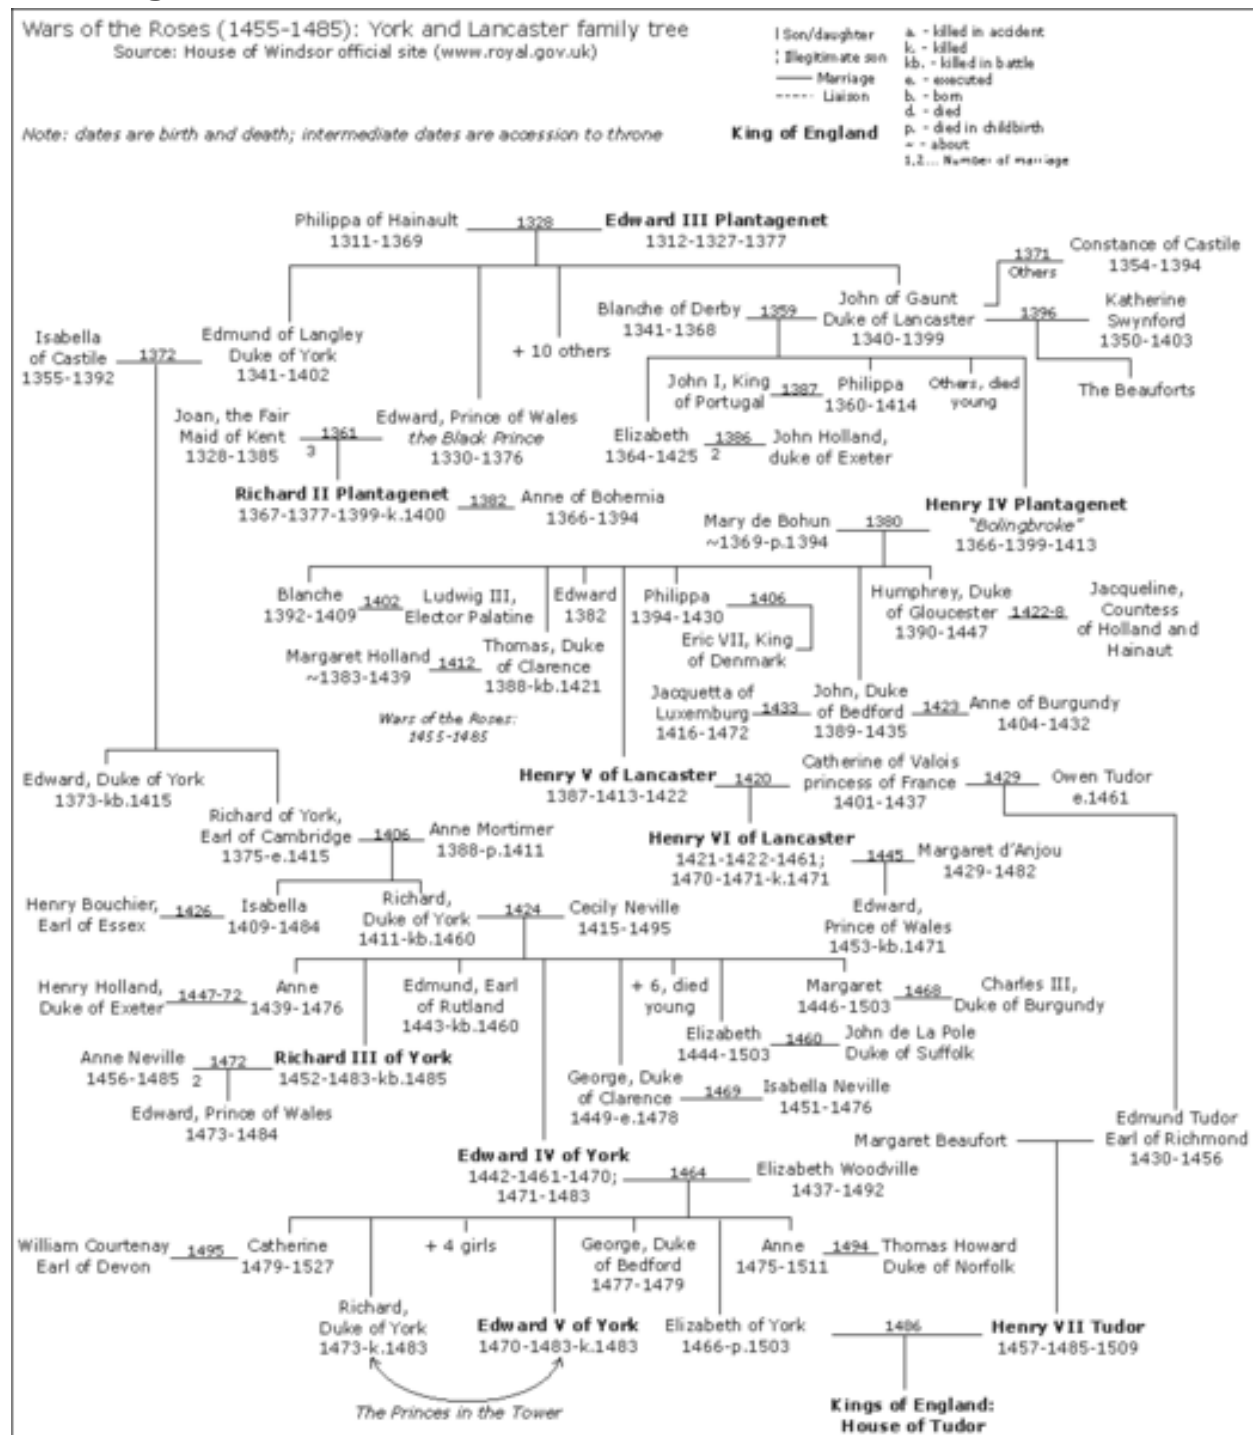 Wars of the Roses (1455-1485): York and Lancaster family tree
Source: House of Windsor official site (www.royal.gov.uk)
Note: dates are birth and death; intermediate dates are accession to throne
Son/daughter
Illegitimate son
Marriage
Liaison
King of England
a. - killed in accident
k. - killed
kb. - killed in battle
e. - executed
b. - born
d. - died
p. - died in childbirth
~ - about
1,2... Number of marriage
Philippa of Hainault
1311-1369
1328
Edward III Plantagenet
1312-1327-1377
1371
Others
Constance of Castile
1354-1394
Isabella
of Castile
1355-1392
1372
Edmund of Langley
Duke of York
1341-1402
+ 10 others
Blanche of Derby
1341-1368
1359
John of Gaunt
Duke of Lancaster
1340-1399
1396
Katherine
Swynford
1350-1403
The Beauforts
Joan, the Fair
Maid of Kent
1328-1385
1361
3
Edward, Prince of Wales
the Black Prince
1330-1376
John I, King
of Portugal
1387
Philippa
1360-1414
Others, died
young
Elizabeth
1364-1425
1386
2
John Holland,
duke of Exeter
Richard II Plantagenet
1367-1377-1399-k.1400
1382
Anne of Bohemia
1366-1394
Mary de Bohun
~1369-p.1394
1380
Henry IV Plantagenet
"Bolingbroke"
1366-1399-1413
Blanche
1392-1409
1402
Ludwig III,
Elector Palatine
Edward
1382
Philippa
1394-1430
1406
Eric VII, King
of Denmark
Humphrey, Duke
of Gloucester
1390-1447
1422-8
Jacqueline,
Countess
of Holland and
Hainaut
Margaret Holland
~1383-1439
1412
Thomas, Duke
of Clarence
1388-kb.1421
Jacquetta of
Luxemburg
1416-1472
1433
John, Duke
of Bedford
1389-1435
1423
Anne of Burgundy
1404-1432
Wars of the Roses:
1455-1485
Edward, Duke of York
1373-kb.1415
Henry V of Lancaster
1387-1413-1422
1420
Catherine of Valois
princess of France
1401-1437
1429
Owen Tudor
e.1461
Richard of York,
Earl of Cambridge
1375-e.1415
1406
Anne Mortimer
1388-p.1411
Henry VI of Lancaster
1421-1422-1461;
1470-1471-k.1471
1445
Margaret d'Anjou
1429-1482
Henry Bouchier,
Earl of Essex
1426
Isabella
1409-1484
Richard,
Duke of York
1411-kb.1460
1424
Cecily Neville
1415-1495
Edward,
Prince of Wales
1453-kb.1471
Henry Holland,
Duke of Exeter
1447-72
Anne
1439-1476
Edmund, Earl
of Rutland
1443-kb.1460
+ 6, died
young
Margaret
1446-1503
1468
Charles III,
Duke of Burgundy
Elizabeth
1444-1503
1460
John de La Pole
Duke of Suffolk
Anne Neville
1456-1485
1472
2
Richard III of York
1452-1483-kb.1485
George, Duke
of Clarence
1449-e.1478
1469
Isabella Neville
1451-1476
Edward, Prince of Wales
1473-1484
Margaret Beaufort
Edmund Tudor
Earl of Richmond
1430-1456
Edward IV of York
1442-1461-1470;
1471-1483
1464
Elizabeth Woodville
1437-1492
William Courtenay
Earl of Devon
1495
Catherine
1479-1527
+ 4 girls
George, Duke
of Bedford
1477-1479
Anne
1475-1511
1494
Thomas Howard
Duke of Norfolk
Richard,
Duke of York
1473-k.1483
Edward V of York
1470-1483-k.1483
Elizabeth of York
1466-p.1503
1486
Henry VII Tudor
1457-1485-1509
The Princes in the Tower
Kings of England:
House of Tudor